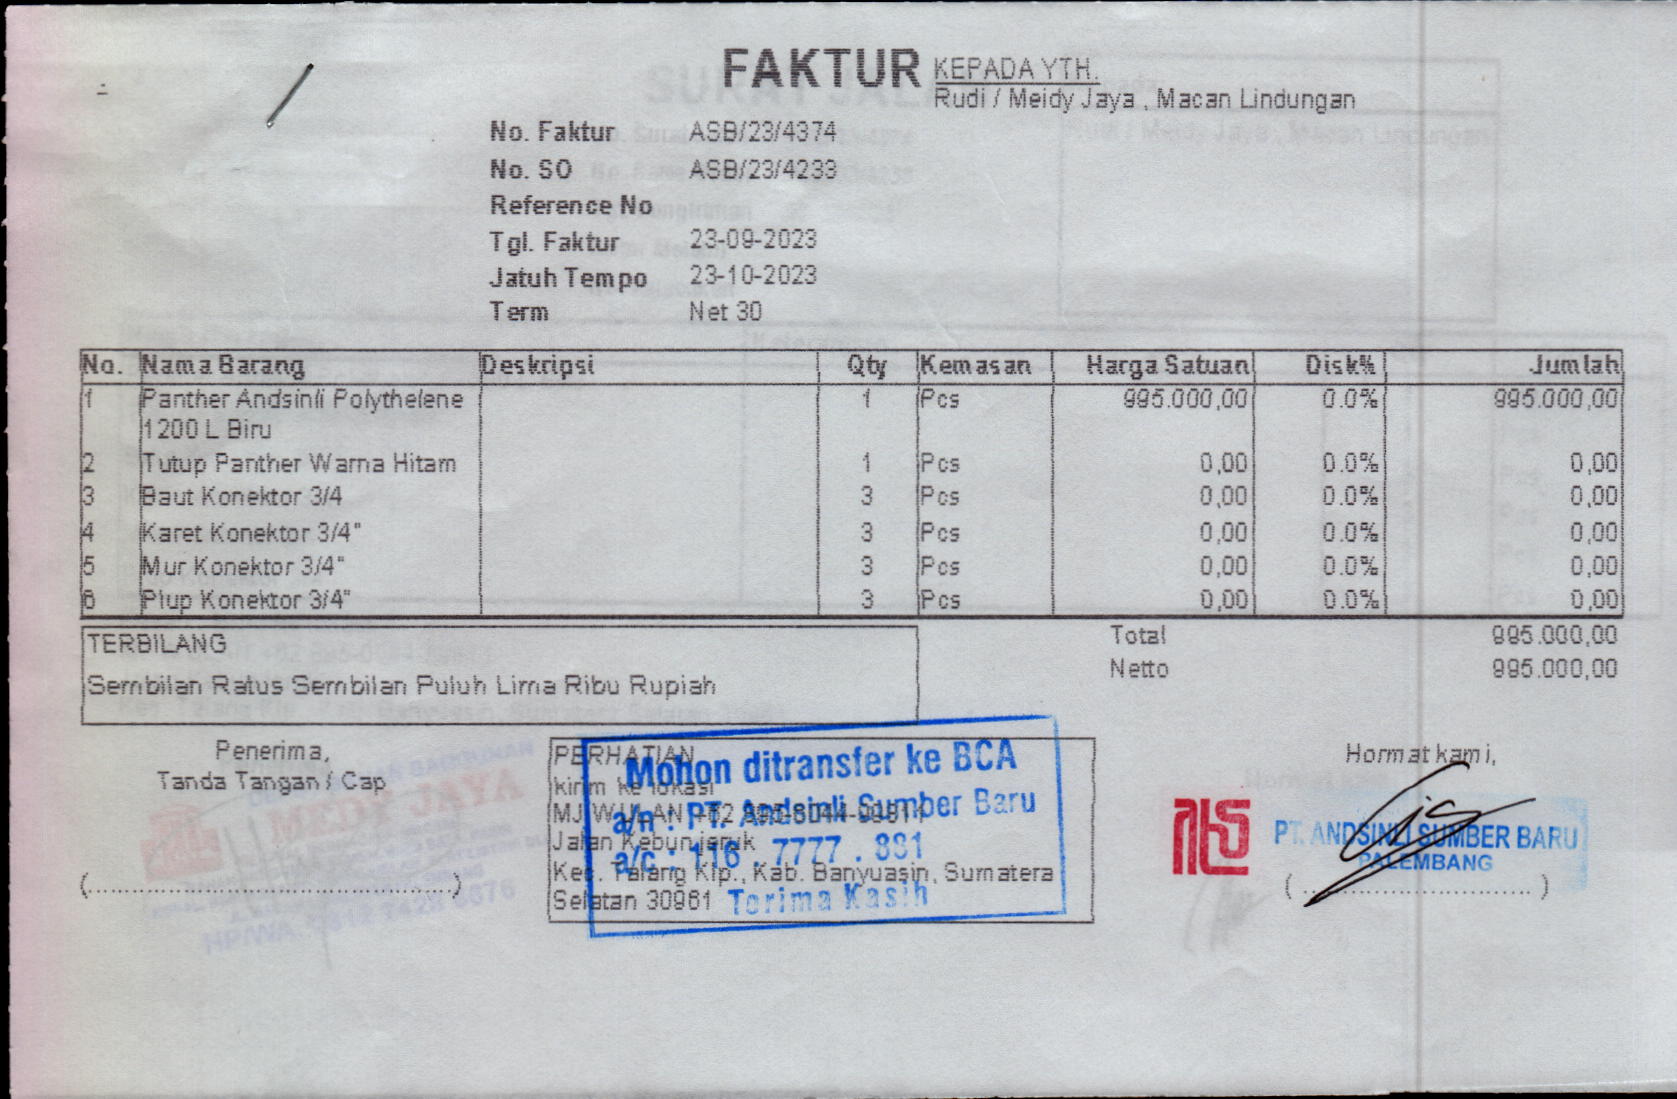 FAKTUR
KEPADA YTH.
Rudi / Meidy Jaya , Macan Lindungan
No. Faktur ASB/23/4374
No. SO ASB/23/4233
Reference No
Tgl. Faktur 23-09-2023
Jatuh Tempo 23-10-2023
Term Net 30
No. Nama Barang Deskripsi Qty Kemasan Harga Satuan Disk% Jumlah
1 Panther Andsinli Polythelene 1 Pcs 995.000,00 0.0% 995.000,00
1200 L Biru
2 Tutup Panther Warna Hitam 1 Pcs 0,00 0.0% 0,00
3 Baut Konektor 3/4 3 Pcs 0,00 0.0% 0,00
4 Karet Konektor 3/4" 3 Pcs 0,00 0.0% 0,00
5 Mur Konektor 3/4" 3 Pcs 0,00 0.0% 0,00
6 Plup Konektor 3/4" 3 Pcs 0,00 0.0% 0,00
TERBILANG
Sembilan Ratus Sembilan Puluh Lima Ribu Rupiah
Total 995.000,00
Netto 995.000,00
Penerima,
Tanda Tangan / Cap
MEDY JAYA
(............................................................)
PERHATIAN
kirim ke lokasi
MJ WULAN +62
Jalan Kebunjeruk
Kec. Talang Klp., Kab. Banyuasin, Sumatera
Selatan 30961
Mohon ditransfer ke BCA
a/n : PT. Andsinli Sumber Baru
a/c : 116 . 7777 . 881
Terima Kasih
Hormat kami,
PT. ANDSINLI SUMBER BARU
PALEMBANG
( ..................................... )